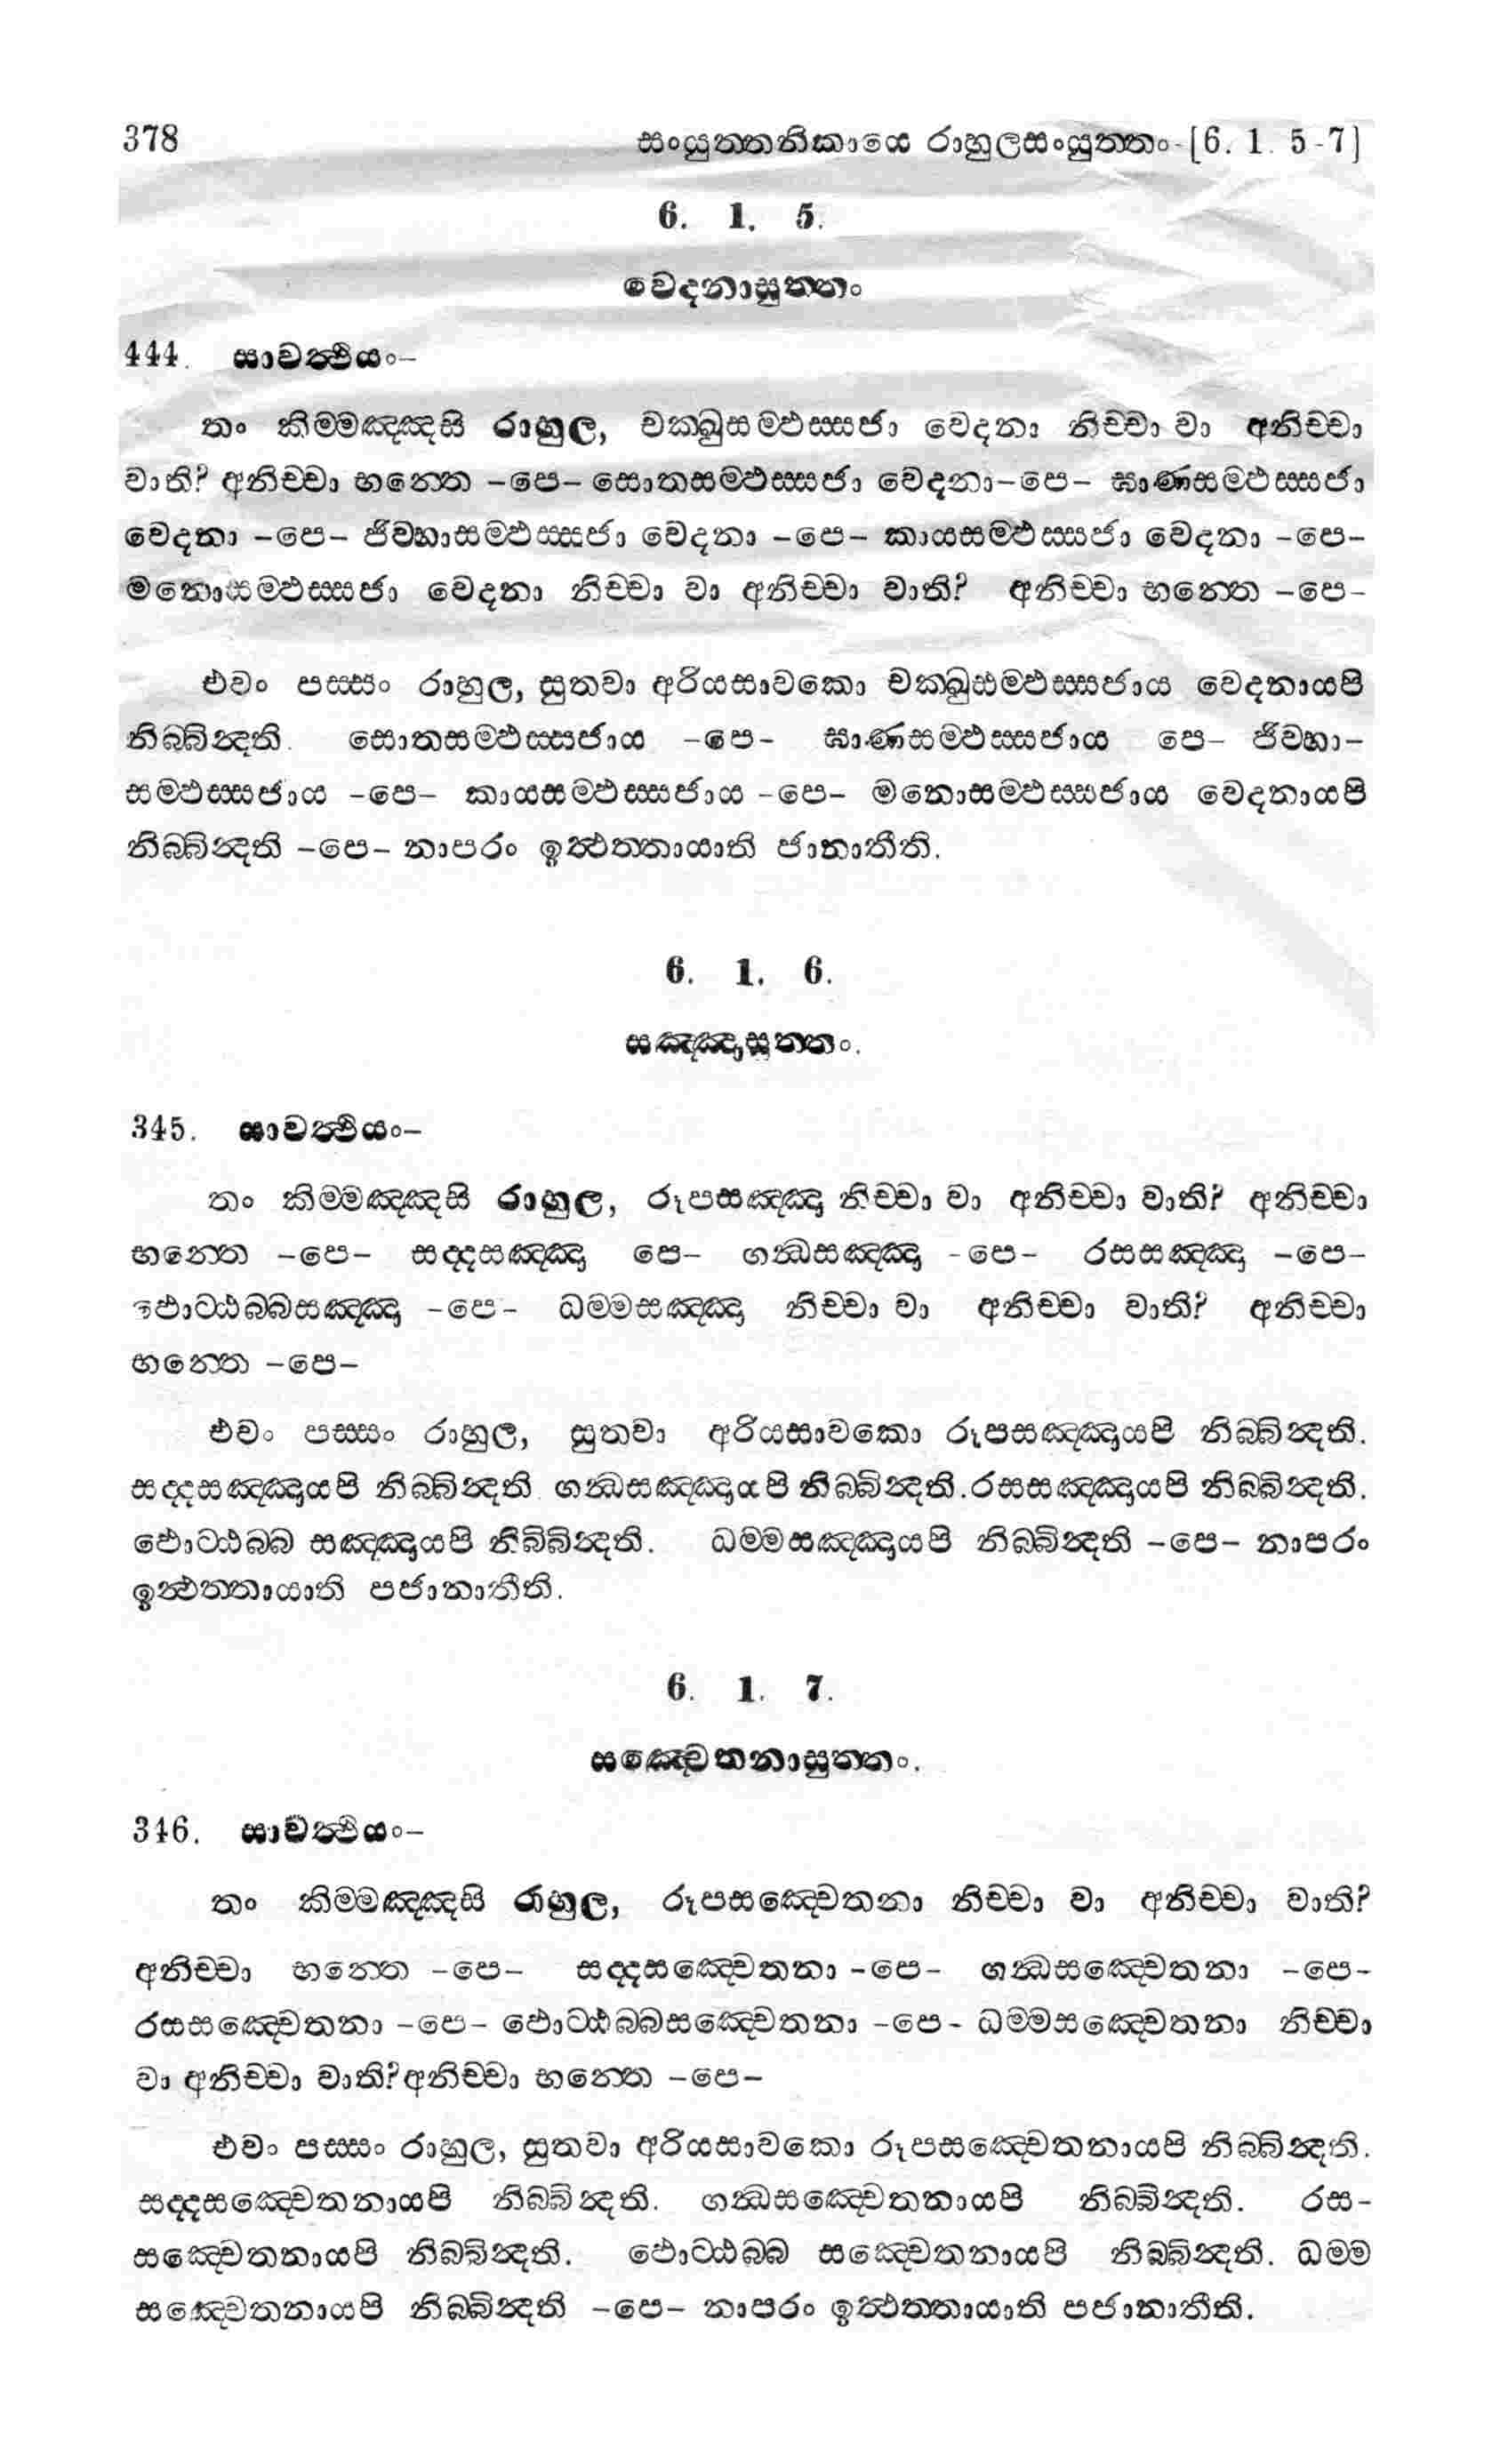 378 සංයුත්තනිකායෙ රාහුලසංයුත්තං-[6. 1. 5-7]
6. 1. 5.
වෙදනාසුත්තං
444. සාවත්ථියං–
තං කිම්මඤ්ඤසි රාහුල, චක්ඛුසම්ඵස්සජා වෙදනා නිච්චා වා අනිච්චා
වාති? අනිච්චා භන්තෙ –පෙ– සොතසම්ඵස්සජා වෙදනා–පෙ– ඝාණසම්ඵස්සජා
වෙදනා –පෙ– ජිව්හාසම්ඵස්සජා වෙදනා –පෙ– කායසම්ඵස්සජා වෙදනා –පෙ–
මනොසම්ඵස්සජා වෙදනා නිච්චා වා අනිච්චා වාති? අනිච්චා භන්තෙ –පෙ–
එවං පස්සං රාහුල, සුතවා අරියසාවකො චක්ඛුසම්ඵස්සජාය වෙදනායපි
නිබ්බින්දති. සොතසම්ඵස්සජාය –පෙ– ඝාණසම්ඵස්සජාය පෙ– ජිව්හා–
සම්ඵස්සජාය –පෙ– කායසම්ඵස්සජාය –පෙ– මනොසම්ඵස්සජාය වෙදනායපි
නිබ්බින්දති –පෙ– නාපරං ඉත්ථත්තායාති ජානාතීති.
6. 1. 6.
සඤ්ඤාසුත්තං.
345. සාවත්ථියං–
තං කිම්මඤ්ඤසි රාහුල, රූපසඤ්ඤා නිච්චා වා අනිච්චා වාති? අනිච්චා
භන්තෙ –පෙ– සද්දසඤ්ඤා පෙ– ගන්ධසඤ්ඤා -පෙ– රසසඤ්ඤා –පෙ–
ඵොට්ඨබ්බසඤ්ඤා –පෙ– ධම්මසඤ්ඤා නිච්චා වා අනිච්චා වාති? අනිච්චා
භන්තෙ –පෙ–
එවං පස්සං රාහුල, සුතවා අරියසාවකො රූපසඤ්ඤායපි නිබ්බින්දති.
සද්දසඤ්ඤායපි නිබ්බින්දති ගන්ධසඤ්ඤායපි නිබ්බින්දති.රසසඤ්ඤායපි නිබ්බින්දති.
ඵොට්ඨබ්බ සඤ්ඤායපි නිබ්බින්දති. ධම්මසඤ්ඤායපි නිබ්බින්දති –පෙ– නාපරං
ඉත්ථත්තායාති පජානාතීති.
6. 1. 7.
සඤ්චෙතනාසුත්තං.
346. සාවත්ථියං–
තං කිම්මඤ්ඤසි රාහුල, රූපසඤ්චෙතනා නිච්චා වා අනිච්චා වාති?
අනිච්චා භන්තෙ –පෙ– සද්දසඤ්චෙතනා –පෙ– ගන්ධසඤ්චෙතනා –පෙ–
රසසඤ්චෙතනා –පෙ– ඵොට්ඨබ්බසඤ්චෙතනා –පෙ– ධම්මසඤ්චෙතනා නිච්චා
වා අනිච්චා වාති?අනිච්චා භන්තෙ –පෙ–
එවං පස්සං රාහුල, සුතවා අරියසාවකො රූපසඤ්චෙතනායපි නිබ්බින්දති.
සද්දසඤ්චෙතනායපි නිබ්බින්දති. ගන්ධසඤ්චෙතනායපි නිබ්බින්දති. රස-
සඤ්චෙතනායපි නිබ්බින්දති. ඵොට්ඨබ්බ සඤ්චෙතනායපි නිබ්බින්දති. ධම්ම
සඤ්චෙතනායපි නිබ්බින්දති –පෙ– නාපරං ඉත්ථත්තායාති පජානාතීති.